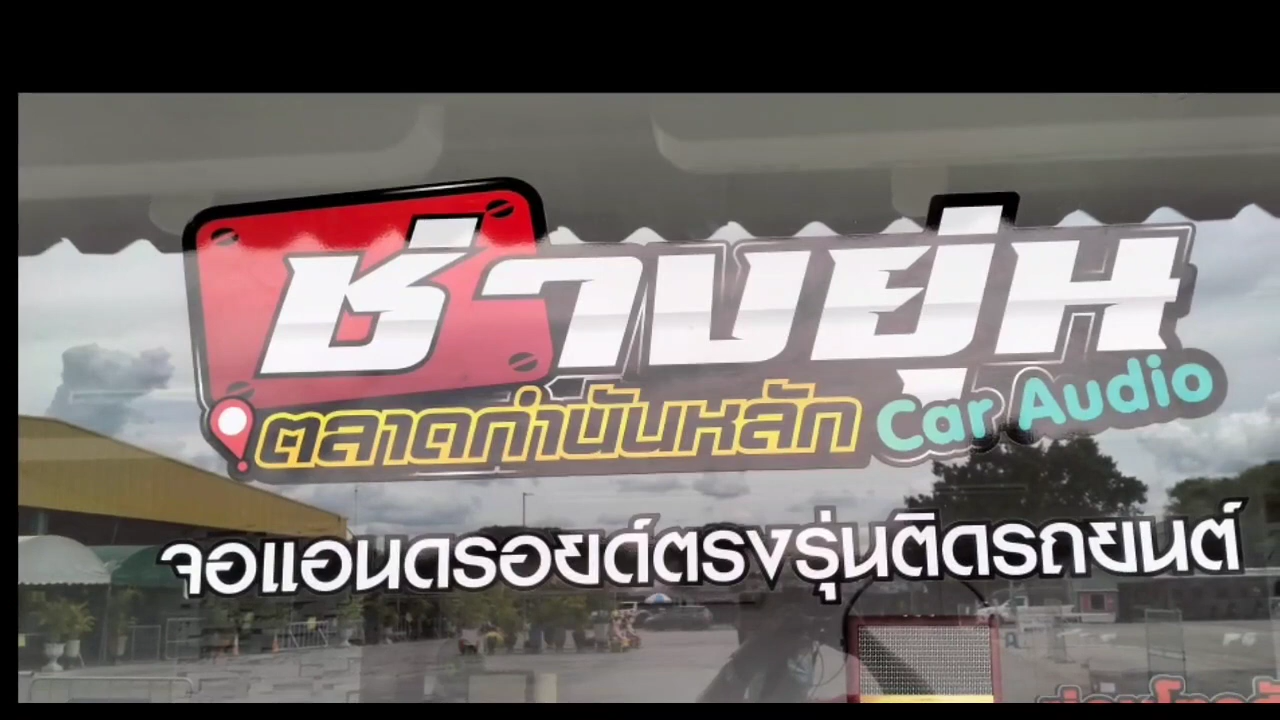 ช่างยุ่น
ตลาดกำนันหลัก Car Audio
จอแอนดรอยด์ตรงรุ่นติดรถยนต์